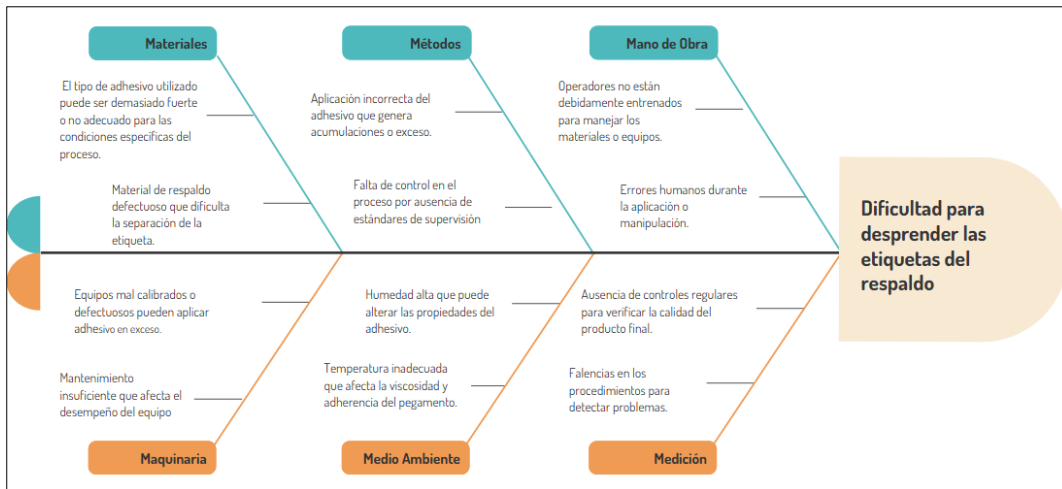 Materiales
Métodos
Mano de Obra
El tipo de adhesivo utilizado
puede ser demasiado fuerte
o no adecuado para las
condiciones específicas del
proceso.
Material de respaldo
defectuoso que dificulta
la separación de la
etiqueta.
Aplicación incorrecta del
adhesivo que genera
acumulaciones o exceso.
Falta de control en el
proceso por ausencia de
estándares de supervisión
Operadores no están
debidamente entrenados
para manejar los
materiales o equipos.
Errores humanos durante
la aplicación o
manipulación.
Dificultad para
desprender las
etiquetas del
respaldo
Equipos mal calibrados o
defectuosos pueden aplicar
adhesivo en exceso.
Mantenimiento
insuficiente que afecta el
desempeño del equipo
Humedad alta que puede
alterar las propiedades del
adhesivo.
Temperatura inadecuada
que afecta la viscosidad y
adherencia del pegamento.
Ausencia de controles regulares
para verificar la calidad del
producto final.
Falencias en los
procedimientos para
detectar problemas.
Maquinaria
Medio Ambiente
Medición